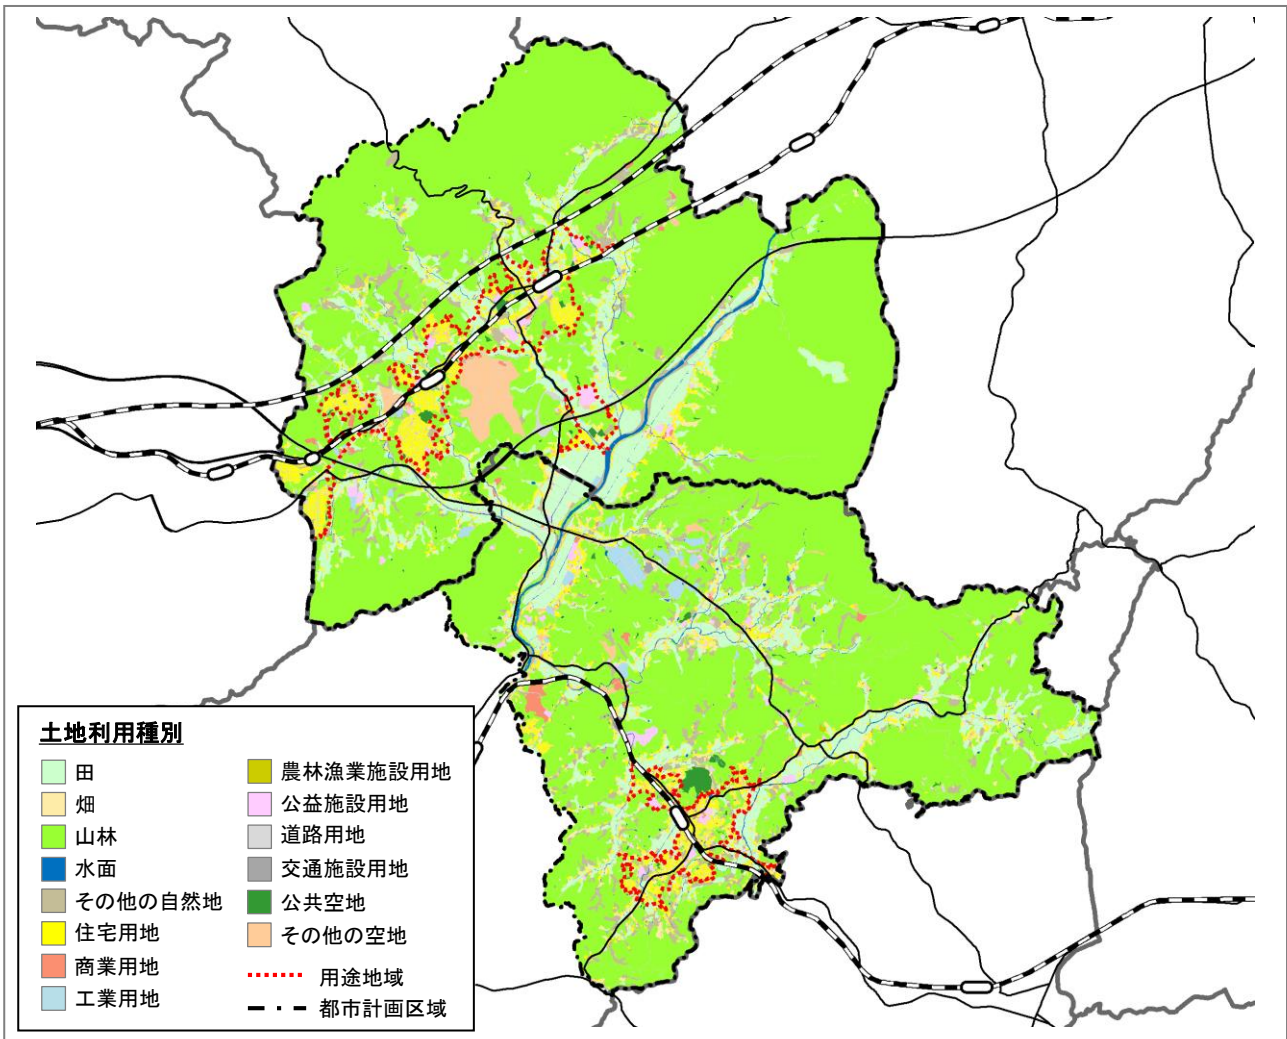 土地利用種別
田
畑
山林
水面
その他の自然地
住宅用地
商業用地
工業用地
農林漁業施設用地
公益施設用地
道路用地
交通施設用地
公共空地
その他の空地
用途地域
都市計画区域